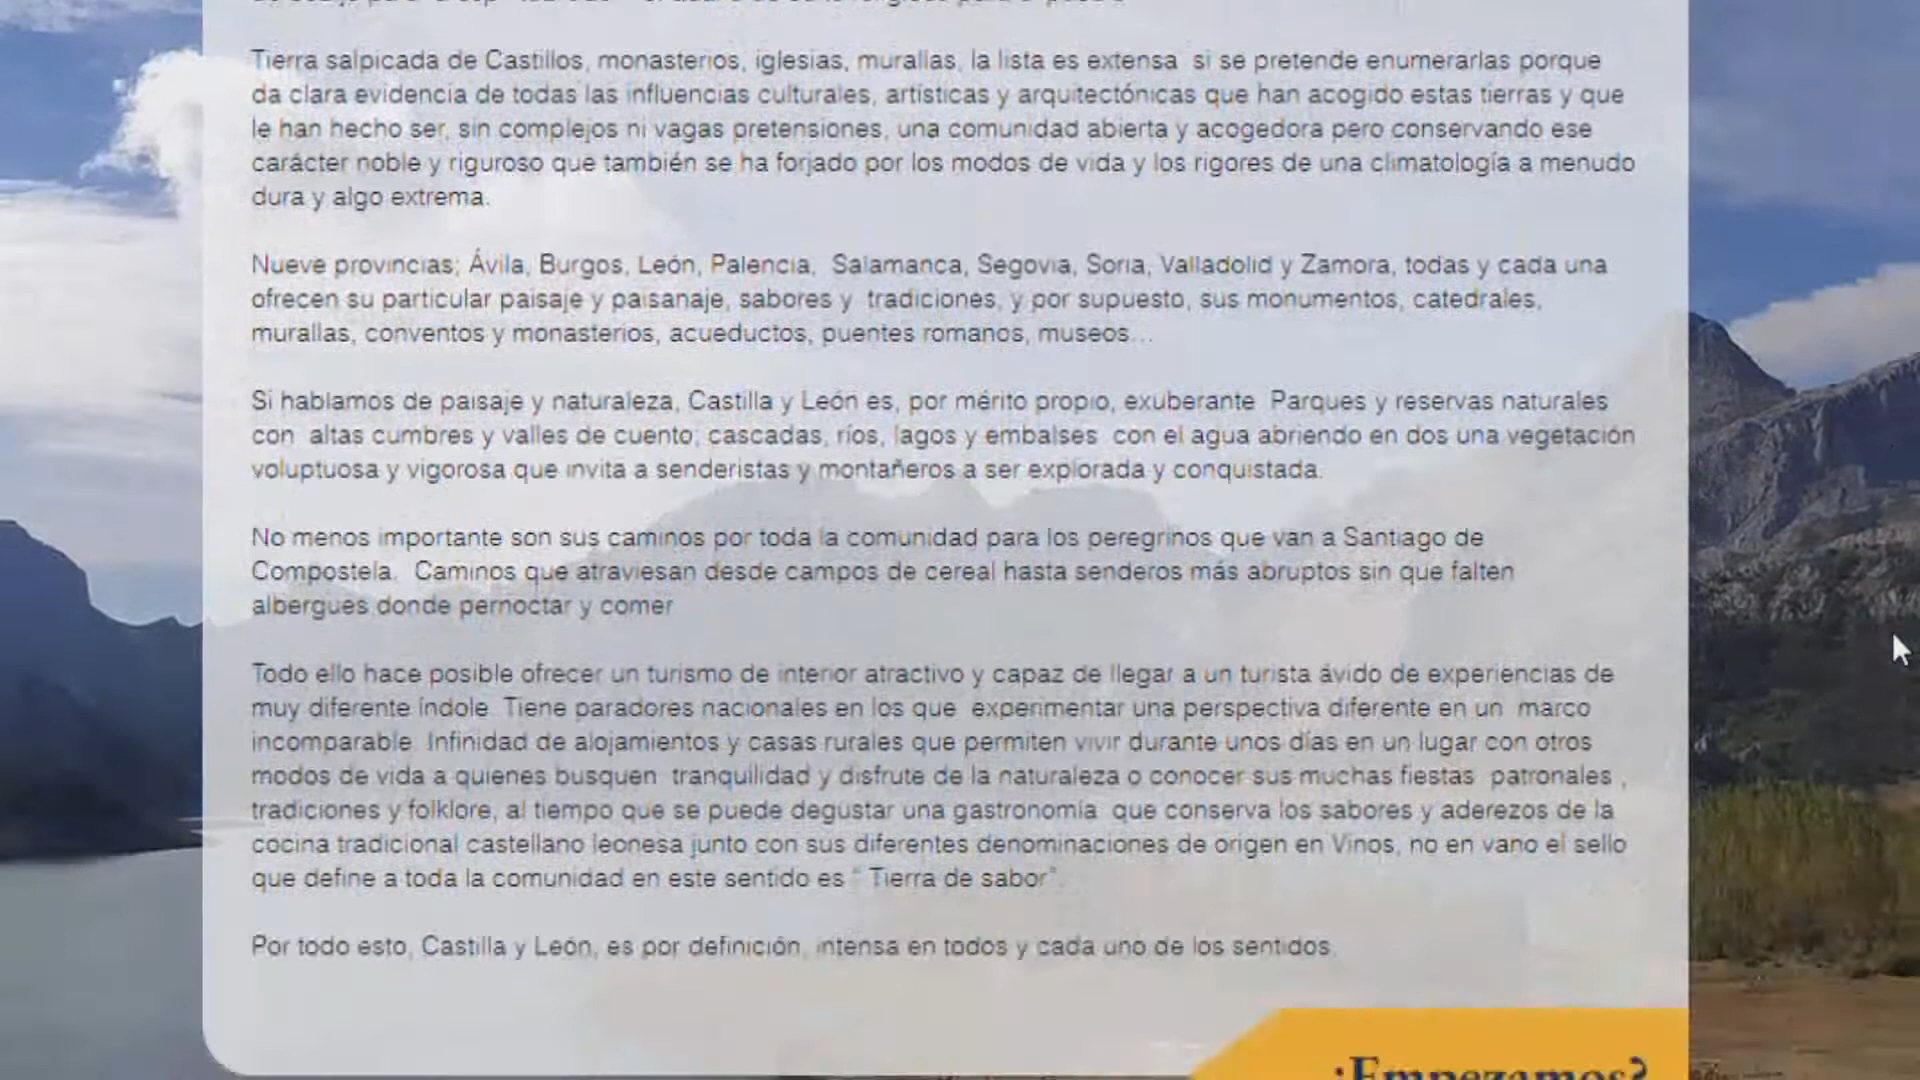 Tierra salpicada de Castillos, monasterios, iglesias, murallas, la lista es extensa si se pretende enumerarlas porque
da clara evidencia de todas las influencias culturales, artísticas y arquitectónicas que han acogido estas tierras y que
le han hecho ser, sin complejos ni vagas pretensiones, una comunidad abierta y acogedora pero conservando ese
carácter noble y riguroso que también se ha forjado por los modos de vida y los rigores de una climatología a menudo
dura y algo extrema.
Nueve provincias; Ávila, Burgos, León, Palencia, Salamanca, Segovia, Soria, Valladolid y Zamora, todas y cada una
ofrecen su particular paisaje y paisanaje, sabores y tradiciones, y por supuesto, sus monumentos, catedrales,
murallas, conventos y monasterios, acueductos, puentes romanos, museos...
Si hablamos de paisaje y naturaleza, Castilla y León es, por mérito propio, exuberante Parques y reservas naturales
con altas cumbres y valles de cuento; cascadas, ríos, lagos y embalses con el agua abriendo en dos una vegetación
voluptuosa y vigorosa que invita a senderistas y montañeros a ser explorada y conquistada.
No menos importante son sus caminos por toda la comunidad para los peregrinos que van a Santiago de
Compostela. Caminos que atraviesan desde campos de cereal hasta senderos más abruptos sin que falten
albergues donde pernoctar y comer
Todo ello hace posible ofrecer un turismo de interior atractivo y capaz de llegar a un turista ávido de experiencias de
muy diferente índole. Tiene paradores nacionales en los que experimentar una perspectiva diferente en un marco
incomparable. Infinidad de alojamientos y casas rurales que permiten vivir durante unos días en un lugar con otros
modos de vida a quienes busquen tranquilidad y disfrute de la naturaleza o conocer sus muchas fiestas patronales ,
tradiciones y folklore, al tiempo que se puede degustar una gastronomía que conserva los sabores y aderezos de la
cocina tradicional castellano leonesa junto con sus diferentes denominaciones de origen en Vinos, no en vano el sello
que define a toda la comunidad en este sentido es " Tierra de sabor".
Por todo esto, Castilla y León, es por definición, intensa en todos y cada uno de los sentidos.
¿Empezamos?